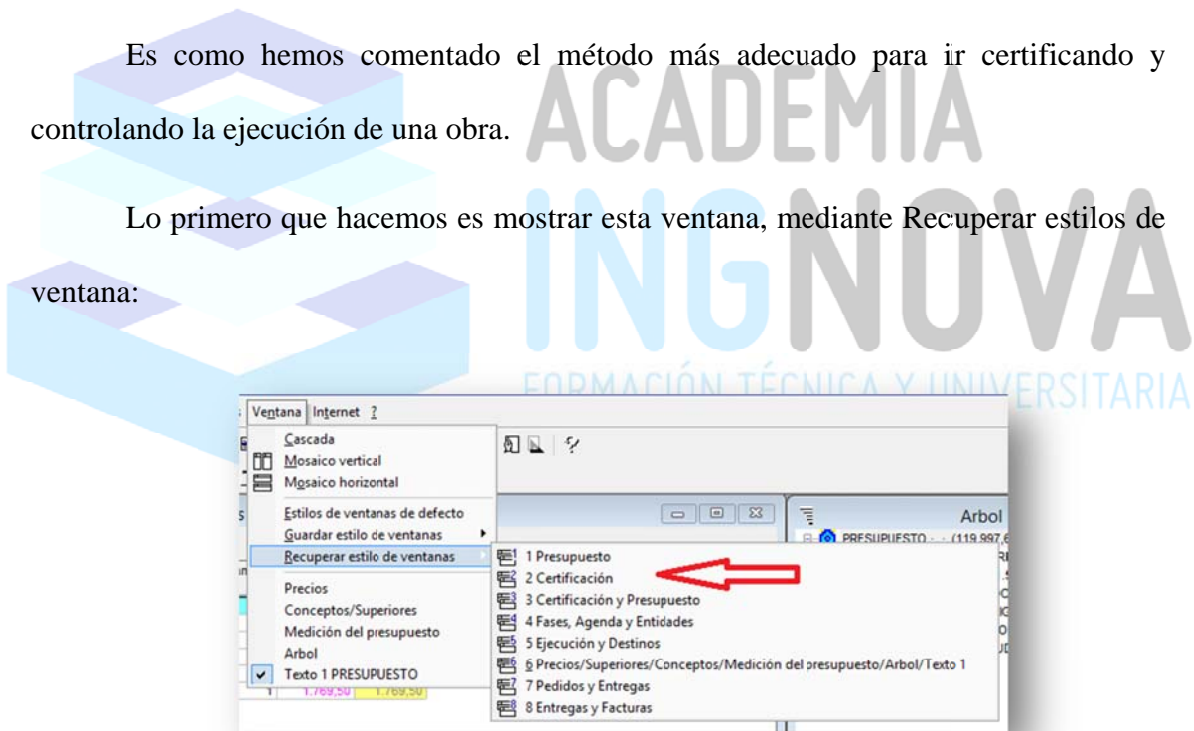 Es como hemos comentado el método más adecuado para ir certificando y
controlando la ejecución de una obra.
ACADEMIA
Lo primero que hacemos es mostrar esta ventana, mediante Recuperar estilos de
INGNOVA
ventana:
FORMACIÓN TÉCNICA Y UNIVERSITARIA
Ventana Internet ?
Cascada
Mosaico vertical
Mosaico horizontal
Estilos de ventanas de defecto
Guardar estilo de ventanas
Recuperar estilo de ventanas
Precios
Conceptos/Superiores
Medición del presupuesto
Arbol
Texto 1 PRESUPUESTO
1 Presupuesto
2 Certificación
3 Certificación y Presupuesto
4 Fases, Agenda y Entidades
5 Ejecución y Destinos
6 Precios/Superiores/Conceptos/Medición del presupuesto/Arbol/Texto 1
7 Pedidos y Entregas
8 Entregas y Facturas
Arbol
PRESUPUESTO
1 1.769,50 1.769,50